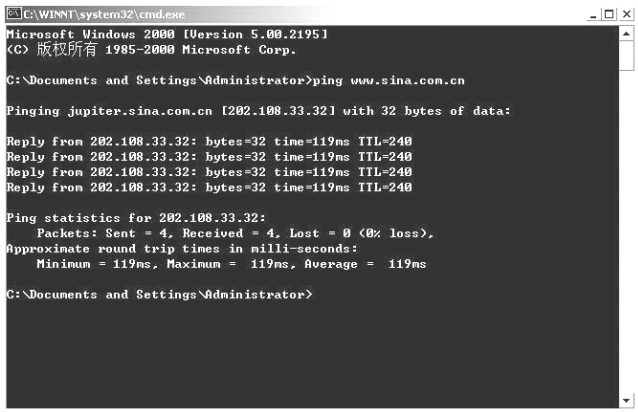 C:\WINNT\system32\cmd.exe
Microsoft Windows 2000 [Version 5.00.2195]
(C) 版权所有 1985-2000 Microsoft Corp.
C:\Documents and Settings\Administrator>ping www.sina.com.cn
Pinging jupiter.sina.com.cn [202.108.33.32] with 32 bytes of data:
Reply from 202.108.33.32: bytes=32 time=119ms TTL=240
Reply from 202.108.33.32: bytes=32 time=119ms TTL=240
Reply from 202.108.33.32: bytes=32 time=119ms TTL=240
Reply from 202.108.33.32: bytes=32 time=119ms TTL=240
Ping statistics for 202.108.33.32:
Packets: Sent = 4, Received = 4, Lost = 0 (0% loss),
Approximate round trip times in milli-seconds:
Minimum = 119ms, Maximum =  119ms, Average =  119ms
C:\Documents and Settings\Administrator>